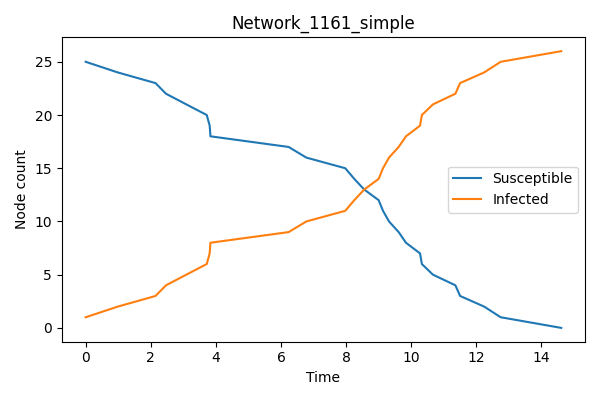 Network_1161_simple
Node count
25
20
15
10
5
0
Susceptible
Infected
0 2 4 6 8 10 12 14
Time